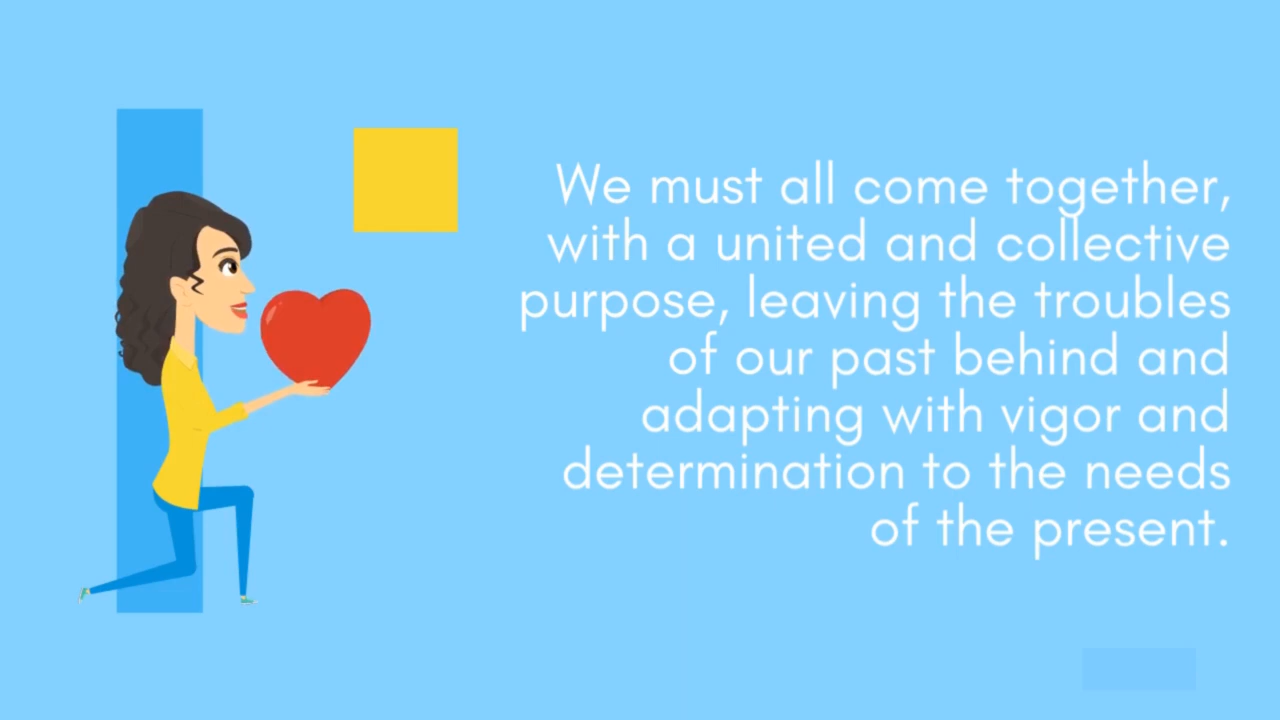 We must all come together,
with a united and collective
purpose, leaving the troubles
of our past behind and
adapting with vigor and
determination to the needs
of the present.